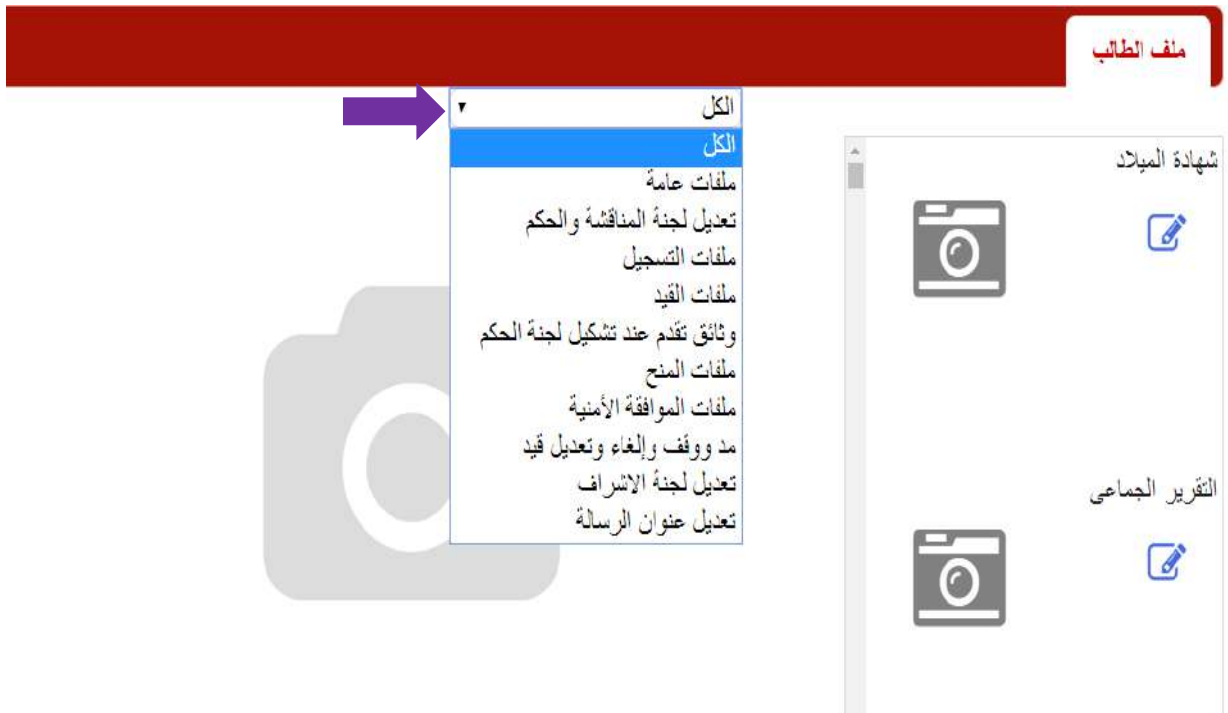 ملف الطالب
الكل
الكل
ملفات عامة
تعديل لجنة المناقشة والحكم
ملفات التسجيل
ملفات القيد
وثائق تقدم عند تشكيل لجنة الحكم
ملفات المنح
ملفات الموافقة الأمنية
مد ووقف وإلغاء وتعديل قيد
تعديل لجنة الاشراف
تعديل عنوان الرسالة
شهادة الميلاد
التقرير الجماعى